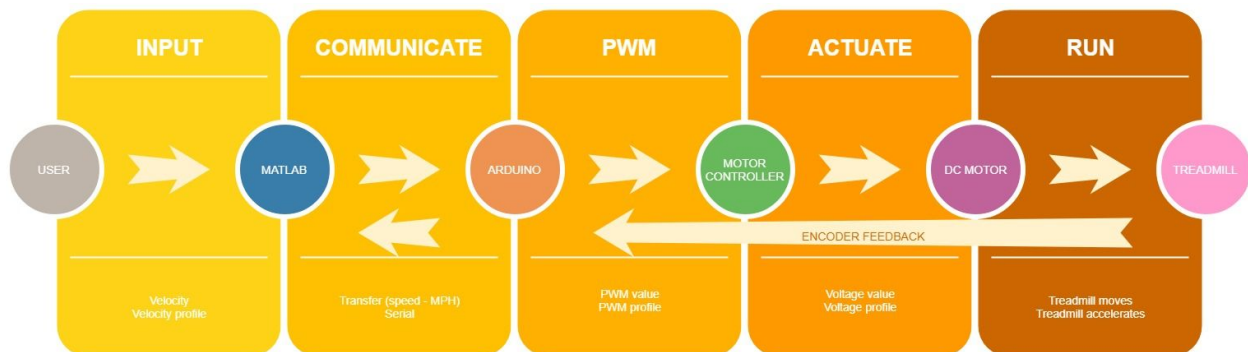 INPUT
COMMUNICATE
PWM
ACTUATE
RUN
USER
MATLAB
ARDUINO
MOTOR
CONTROLLER
DC MOTOR
TREADMILL
ENCODER FEEDBACK
Velocity
Velocity profile
Transfer (speed - MPH)
Serial
PWM value
PWM profile
Voltage value
Voltage profile
Treadmill moves
Treadmill accelerates